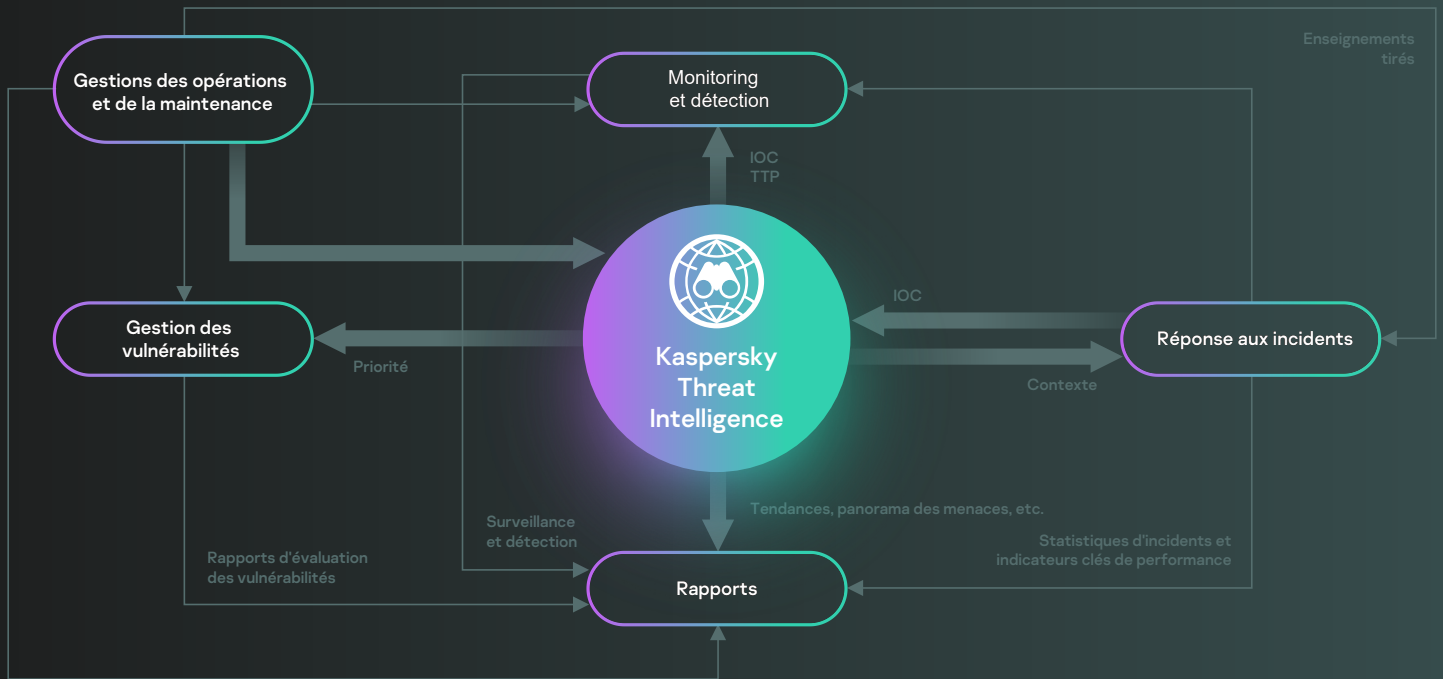 Enseignements
tirés
Gestions des opérations
et de la maintenance
Monitoring
et détection
IOC
TTP
Kaspersky
Threat
Intelligence
Gestion des
vulnérabilités
Priorité
IOC
Réponse aux incidents
Contexte
Tendances, panorama des menaces, etc.
Surveillance
et détection
Statistiques d'incidents et
indicateurs clés de performance
Rapports d'évaluation
des vulnérabilités
Rapports